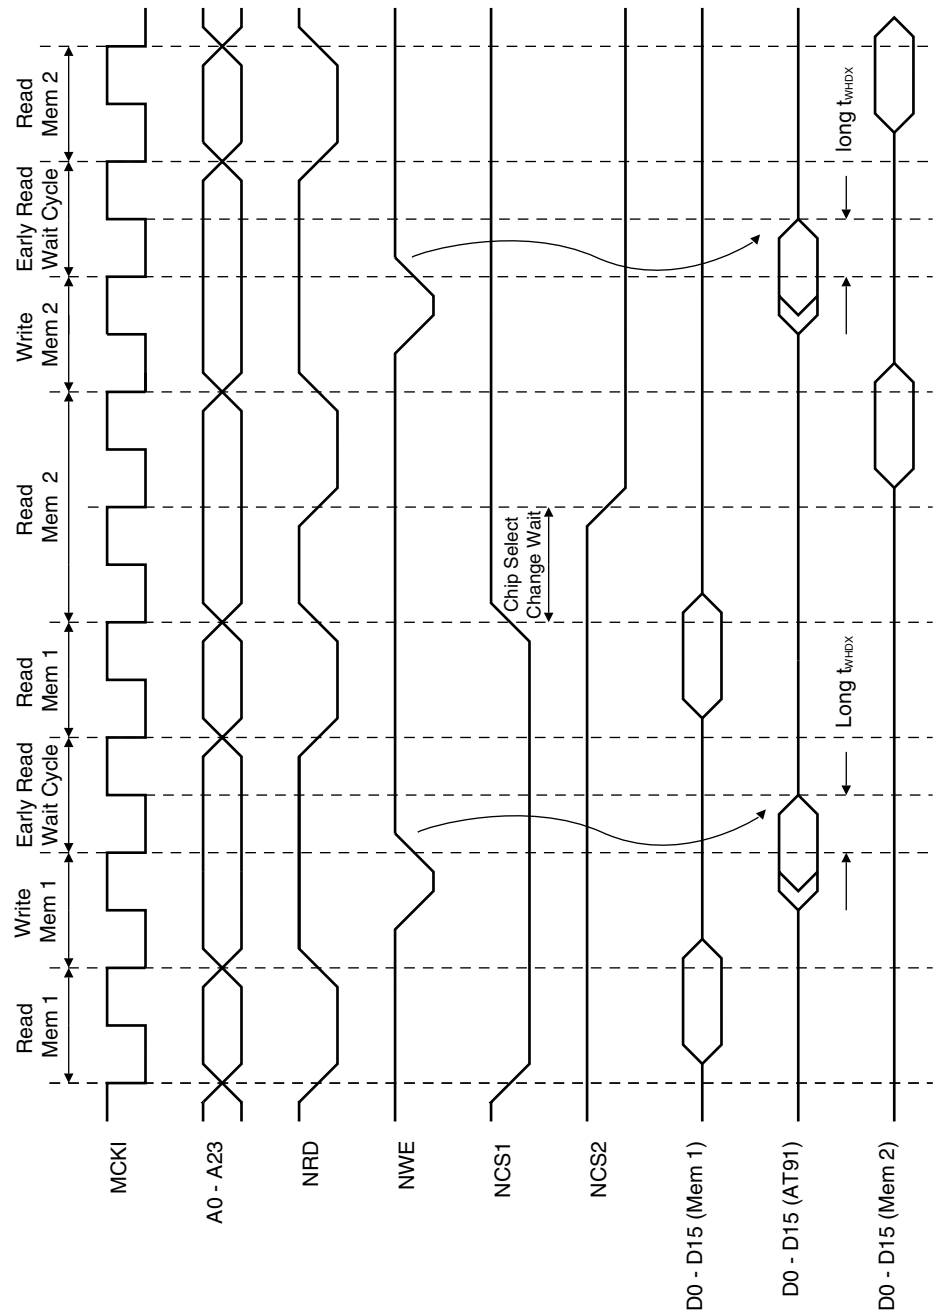 Read
Mem 1
Write
Mem 1
Early Read
Wait Cycle
Read
Mem 1
Read
Mem 2
Write
Mem 2
Early Read
Wait Cycle
Read
Mem 2
MCKI
A0 - A23
NRD
NWE
NCS1
Chip Select
Change Wait
NCS2
D0 - D15 (Mem 1)
D0 - D15 (AT91)
Long tWHDX
long tWHDX
D0 - D15 (Mem 2)